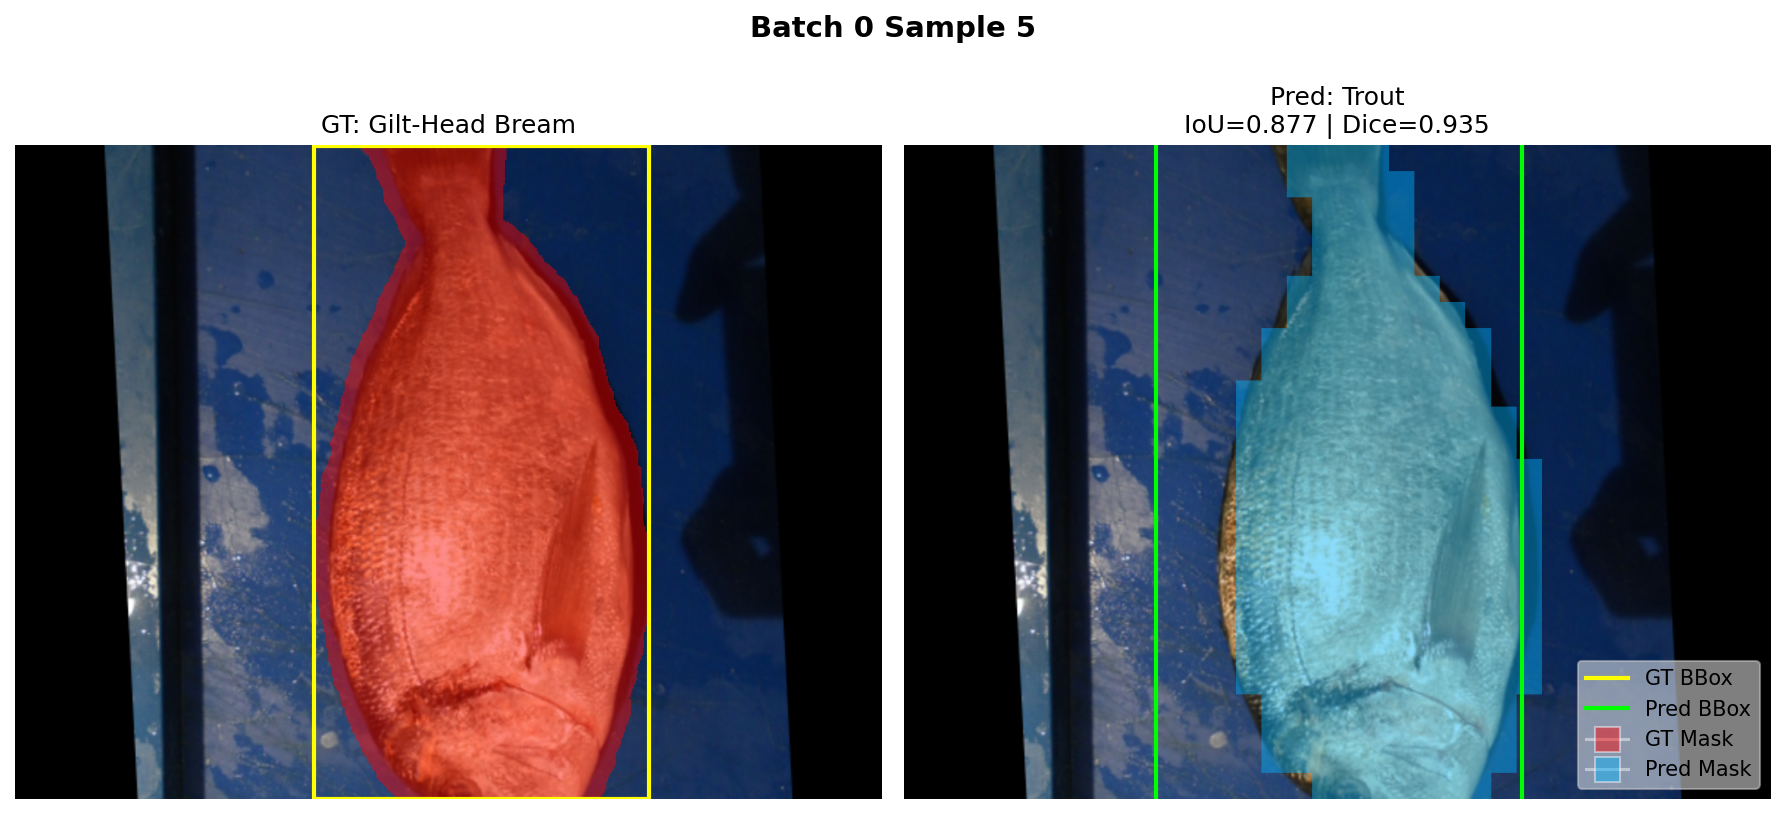 Batch 0 Sample 5
GT: Gilt-Head Bream
Pred: Trout
IoU=0.877 | Dice=0.935
GT BBox
Pred BBox
GT Mask
Pred Mask